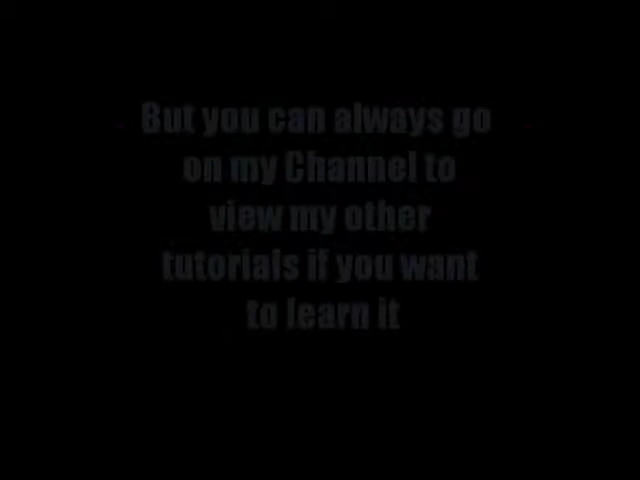 But you can always go
on my Channel to
view my other
tutorials if you want
to learn it